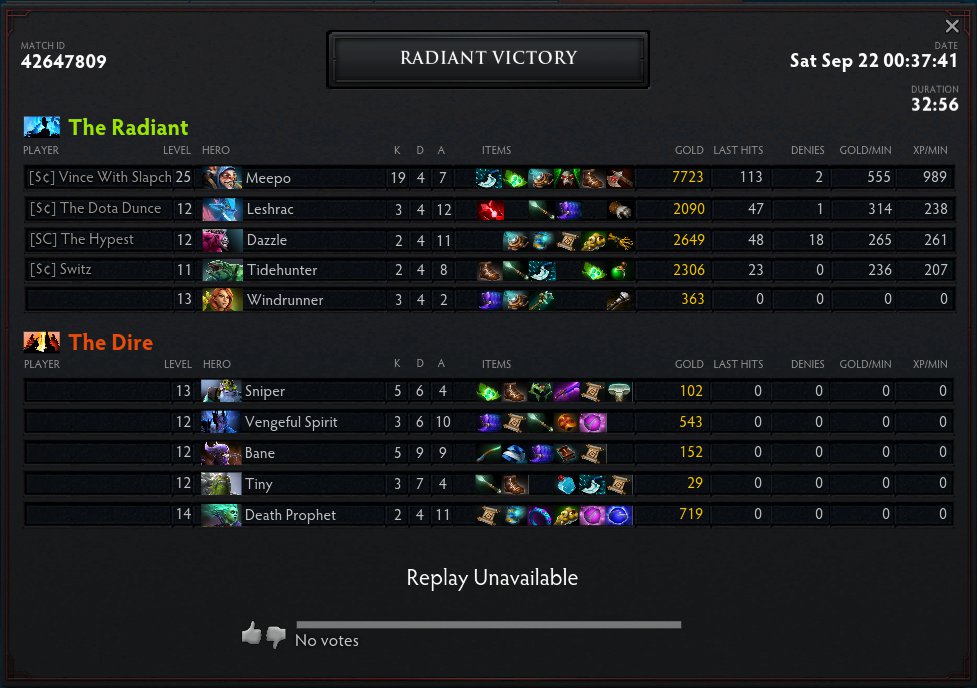 MATCH ID
42647809
RADIANT VICTORY
DATE
Sat Sep 22 00:37:41
DURATION
32:56
The Radiant
PLAYER LEVEL HERO K D A ITEMS GOLD LAST HITS DENIES GOLD/MIN XP/MIN
[S¢] Vince With Slapch 25 Meepo 19 4 7 7723 113 2 555 989
[S¢] The Dota Dunce 12 Leshrac 3 4 12 2090 47 1 314 238
[SC] The Hypest 12 Dazzle 2 4 11 2649 48 18 265 261
[S¢] Switz 11 Tidehunter 2 4 8 2306 23 0 236 207
13 Windrunner 3 4 2 363 0 0 0 0
The Dire
PLAYER LEVEL HERO K D A ITEMS GOLD LAST HITS DENIES GOLD/MIN XP/MIN
13 Sniper 5 6 4 102 0 0 0 0
12 Vengeful Spirit 3 6 10 543 0 0 0 0
12 Bane 5 9 9 152 0 0 0 0
12 Tiny 3 7 4 29 0 0 0 0
14 Death Prophet 2 4 11 719 0 0 0 0
Replay Unavailable
No votes